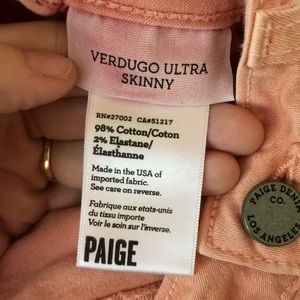 VERDUGO ULTRA
SKINNY
RN#27002 CA#51217
98% Cotton/Coton
2% Elastane/
Élasthanne
Made in the USA of
imported fabric.
See care on reverse.
Fabrique aux etats-unis
du tissu importe
Voir le soin sur l'inverse.
PAIGE
PAIGE DENIM
CO.
LOS ANGELES